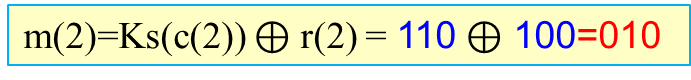 m(2)=Ks(c(2)) ⊕ r(2) = 110 ⊕ 100=010